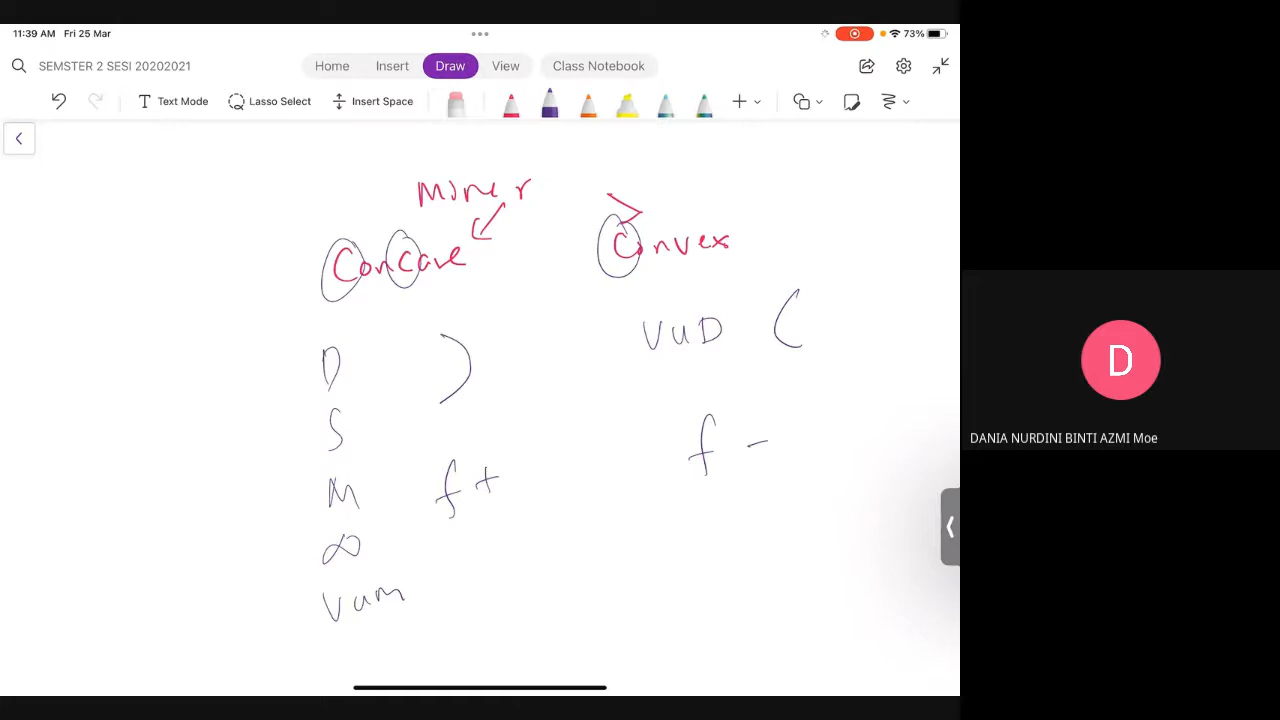 11:39 AM Fri 25 Mar
73%
SEMSTER 2 SESI 20202021
Home Insert Draw View Class Notebook
Text Mode Lasso Select Insert Space
Concave
Convex
VUD (
D )
S
f -
M f +
∞
VUM
D
DANIA NURDINI BINTI AZMI Moe